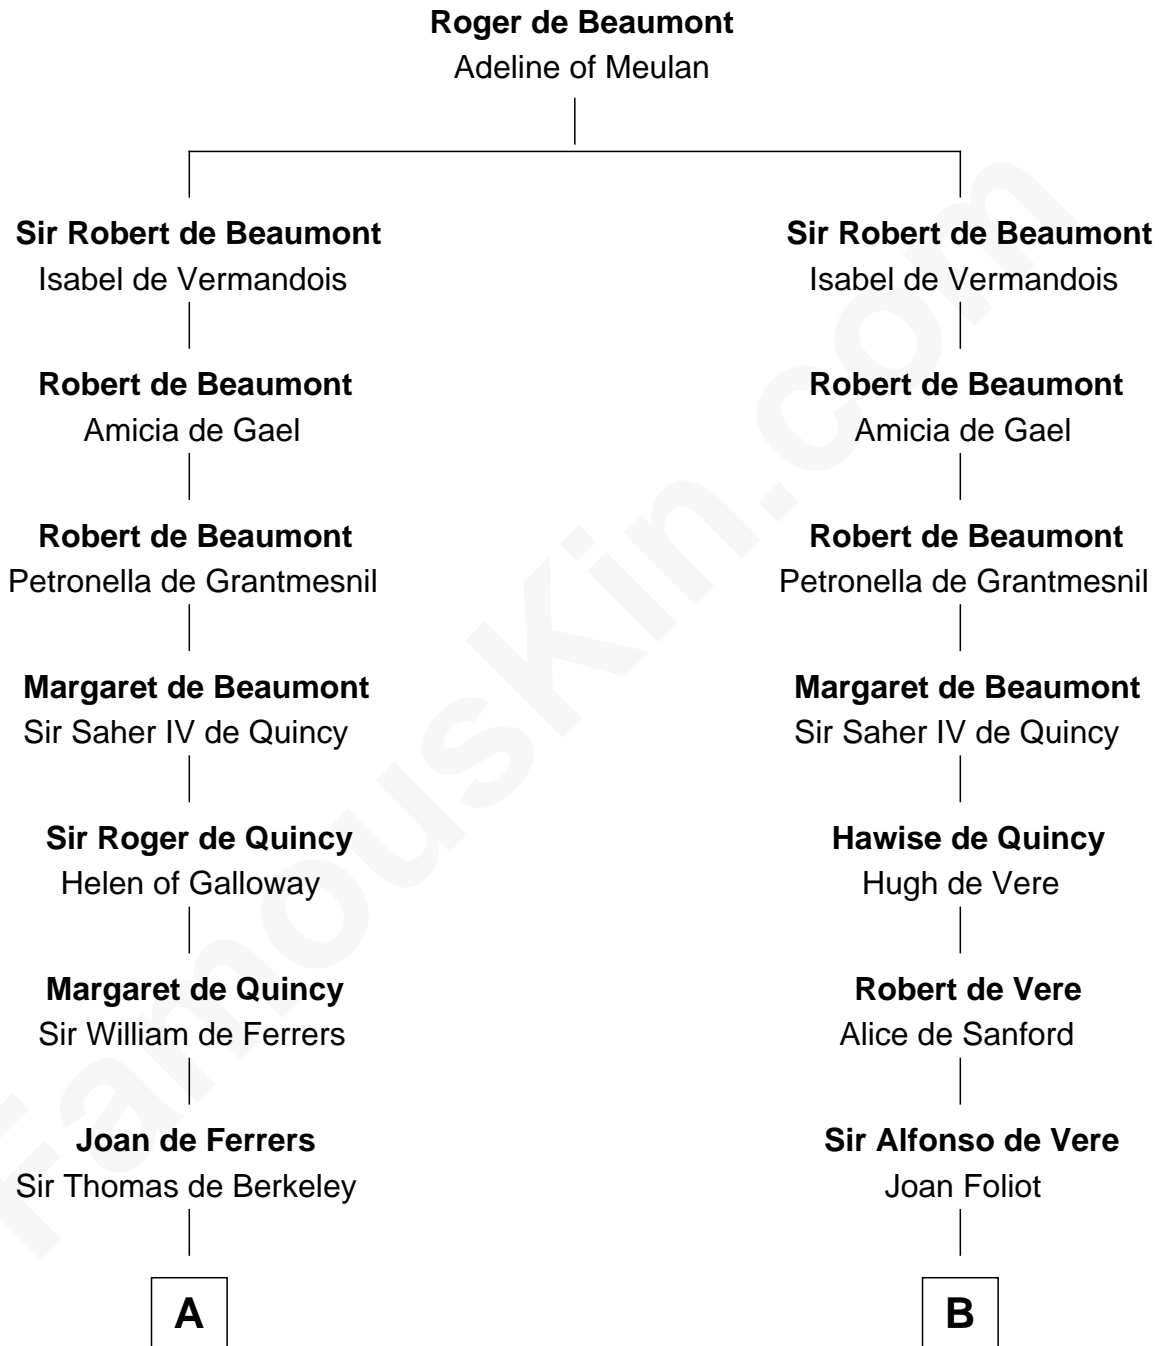 Roger de Beaumont
Adeline of Meulan
Sir Robert de Beaumont
Isabel de Vermandois
Robert de Beaumont
Amicia de Gael
Robert de Beaumont
Petronella de Grantmesnil
Margaret de Beaumont
Sir Saher IV de Quincy
Sir Roger de Quincy
Helen of Galloway
Margaret de Quincy
Sir William de Ferrers
Joan de Ferrers
Sir Thomas de Berkeley
A
Sir Robert de Beaumont
Isabel de Vermandois
Robert de Beaumont
Amicia de Gael
Robert de Beaumont
Petronella de Grantmesnil
Margaret de Beaumont
Sir Saher IV de Quincy
Hawise de Quincy
Hugh de Vere
Robert de Vere
Alice de Sanford
Sir Alfonso de Vere
Joan Foliot
B
FamousKin.com